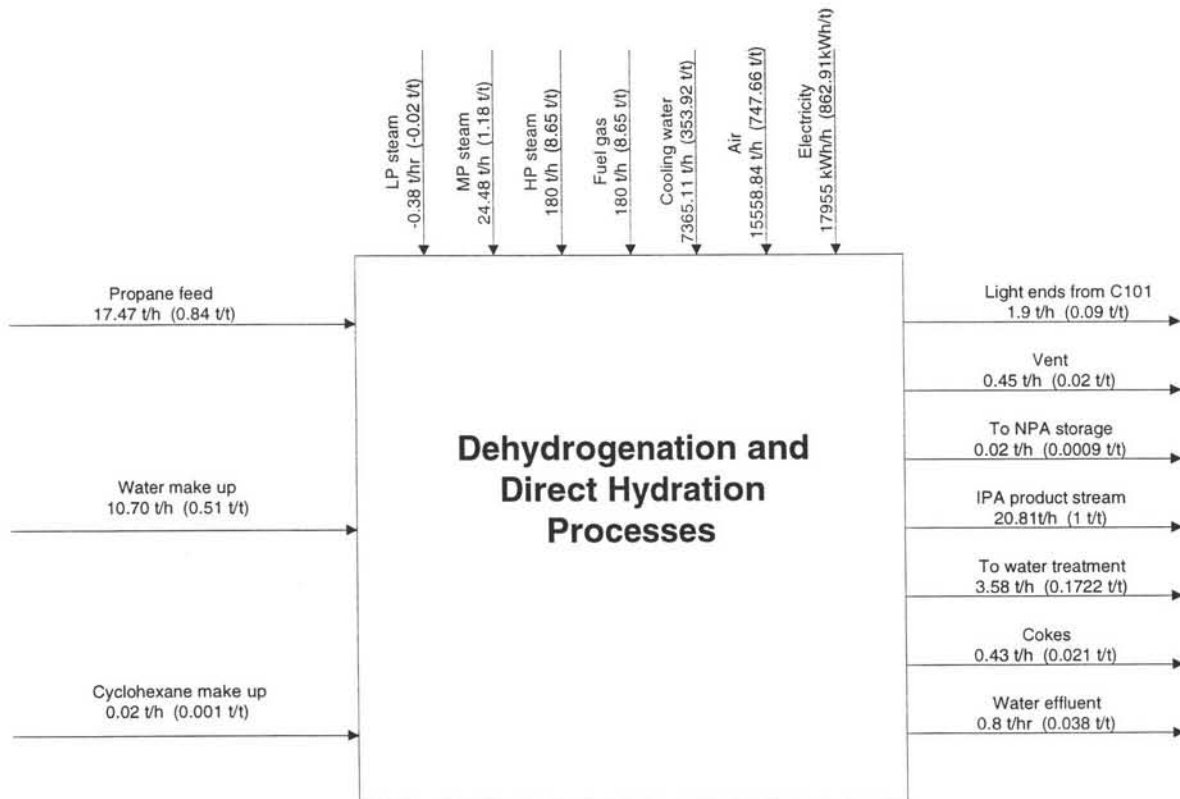 LP steam
-0.38 t/hr (-0.02 t/t)
MP steam
24.48 t/h (1.18 t/t)
HP steam
180 t/h (8.65 t/t)
Fuel gas
180 t/h (8.65 t/t)
Cooling water
7365.11 t/h (353.92 t/t)
Air
15558.84 t/h (747.66 t/t)
Electricity
17955 kWh/h (862.91kWh/t)
Propane feed
17.47 t/h (0.84 t/t)
Water make up
10.70 t/h (0.51 t/t)
Cyclohexane make up
0.02 t/h (0.001 t/t)
Dehydrogenation and
Direct Hydration
Processes
Light ends from C101
1.9 t/h (0.09 t/t)
Vent
0.45 t/h (0.02 t/t)
To NPA storage
0.02 t/h (0.0009 t/t)
IPA product stream
20.81t/h (1 t/t)
To water treatment
3.58 t/h (0.1722 t/t)
Cokes
0.43 t/h (0.021 t/t)
Water effluent
0.8 t/hr (0.038 t/t)